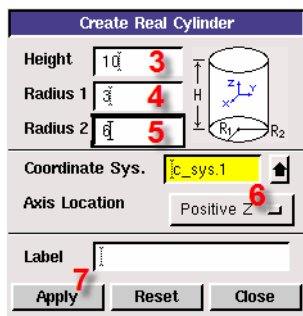 Create Real Cylinder
Height 10 3
Radius 1 3 4
Radius 2 6 5
H Z Y X R1 R2
Coordinate Sys. c_sys.1
Axis Location Positive Z 6
Label
7
Apply Reset Close